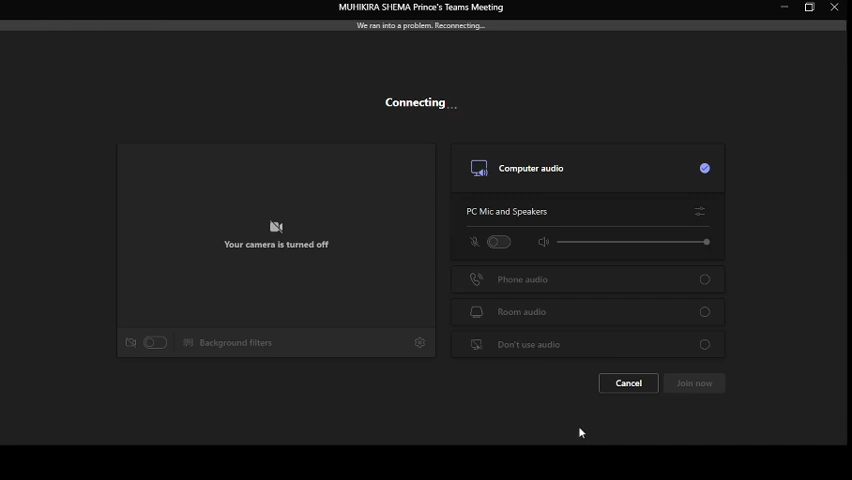 MUHIKIRA SHEMA Prince's Teams Meeting
We ran into a problem. Reconnecting...
Connecting...
Your camera is turned off
Background filters
Computer audio
PC Mic and Speakers
Phone audio
Room audio
Don't use audio
Cancel
Join now